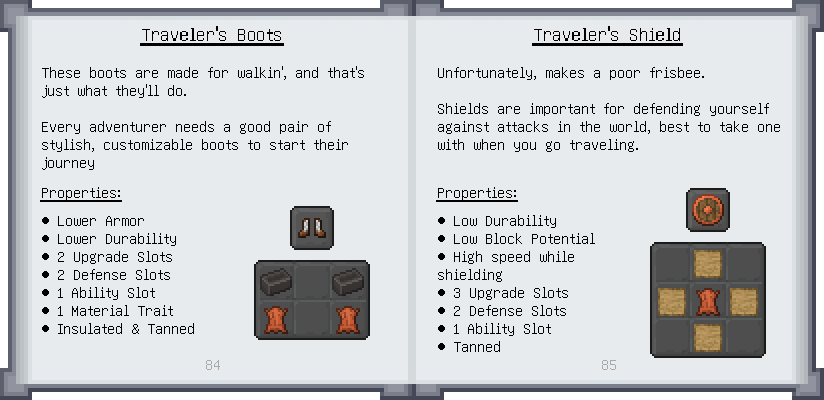 Traveler's Boots
These boots are made for walkin', and that's
just what they'll do.
Every adventurer needs a good pair of
stylish, customizable boots to start their
journey
Properties:
● Lower Armor
● Lower Durability
● 2 Upgrade Slots
● 2 Defense Slots
● 1 Ability Slot
● 1 Material Trait
● Insulated & Tanned
84
Traveler's Shield
Unfortunately, makes a poor frisbee.
Shields are important for defending yourself
against attacks in the world, best to take one
with when you go traveling.
Properties:
● Low Durability
● Low Block Potential
● High speed while
shielding
● 3 Upgrade Slots
● 2 Defense Slots
● 1 Ability Slot
● Tanned
85